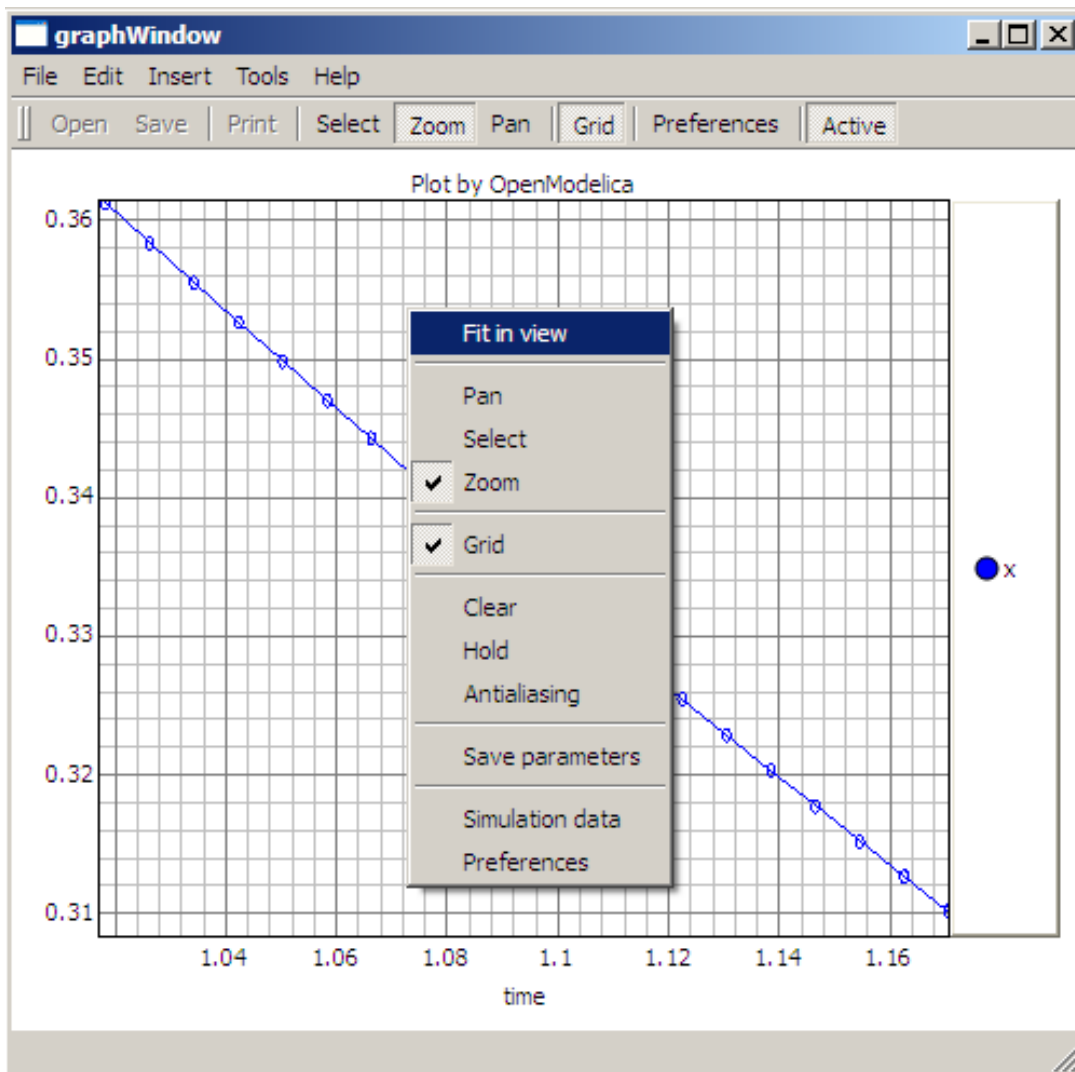 graphWindow
File Edit Insert Tools Help
Open Save Print Select Zoom Pan Grid Preferences Active
Plot by OpenModelica
0.36
0.35
0.34
0.33
0.32
0.31
Fit in view
Pan
Select
Zoom
Grid
Clear
Hold
Antialiasing
Save parameters
Simulation data
Preferences
x
1.04 1.06 1.08 1.1 1.12 1.14 1.16
time